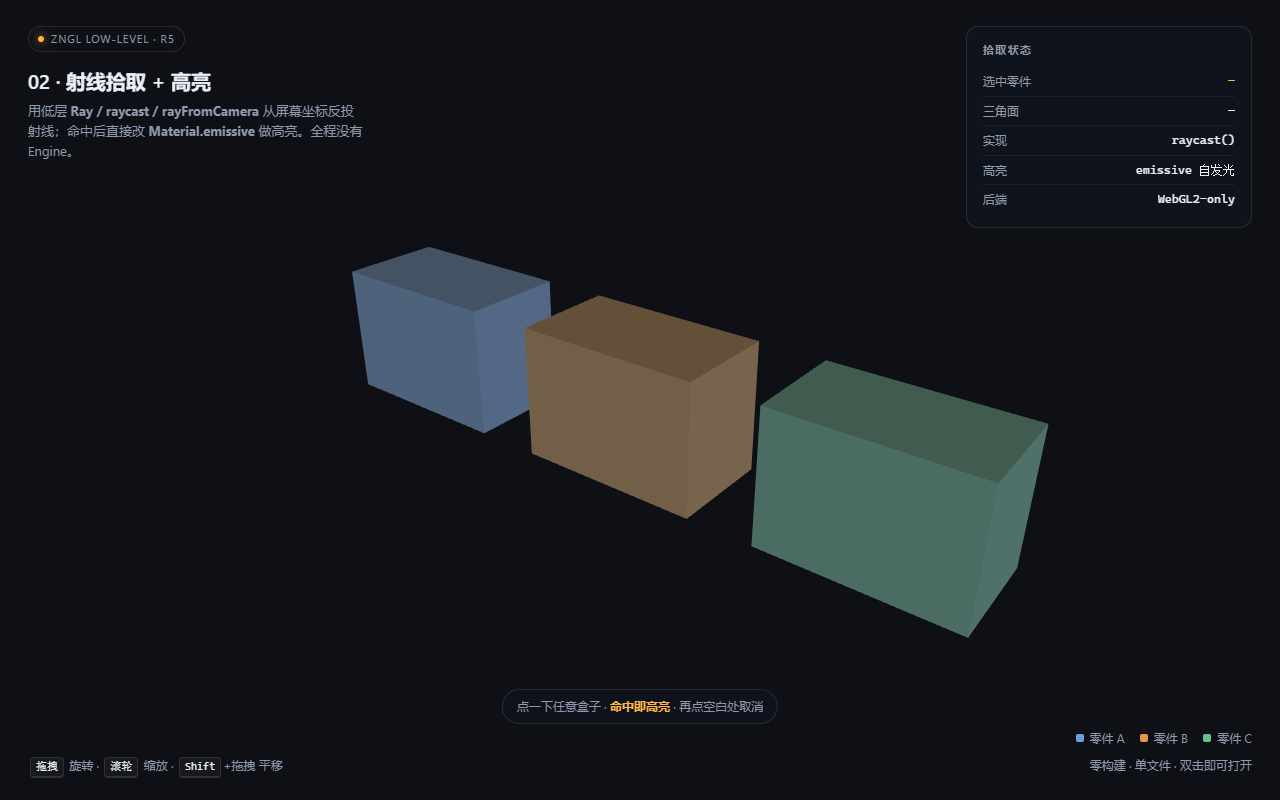 ZNGL LOW-LEVEL · R5
02 · 射线拾取 + 高亮
用低层 Ray / raycast / rayFromCamera 从屏幕坐标反投
射线；命中后直接改 Material.emissive 做高亮。全程没有
Engine。
拾取状态
选中零件 —
三角面 —
实现 raycast()
高亮 emissive 自发光
后端 WebGL2-only
点一下任意盒子 · 命中即高亮 · 再点空白处取消
零件 A 零件 B 零件 C
拖拽 旋转 · 滚轮 缩放 · Shift +拖拽 平移
零构建 · 单文件 · 双击即可打开